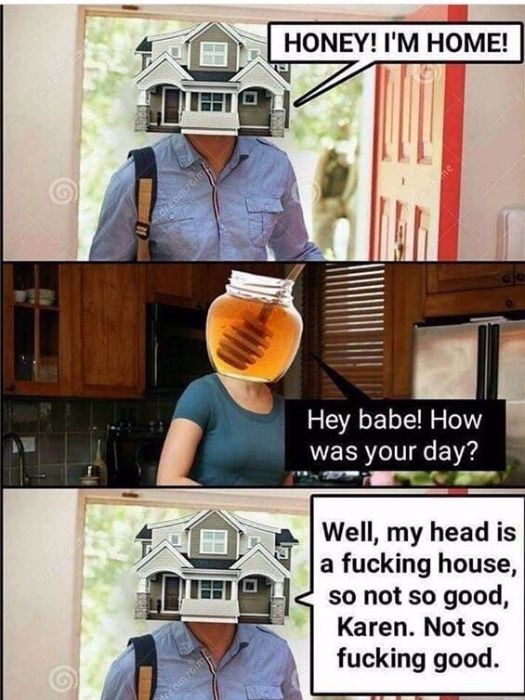 HONEY! I'M HOME!
Hey babe! How
was your day?
Well, my head is
a fucking house,
so not so good,
Karen. Not so
fucking good.